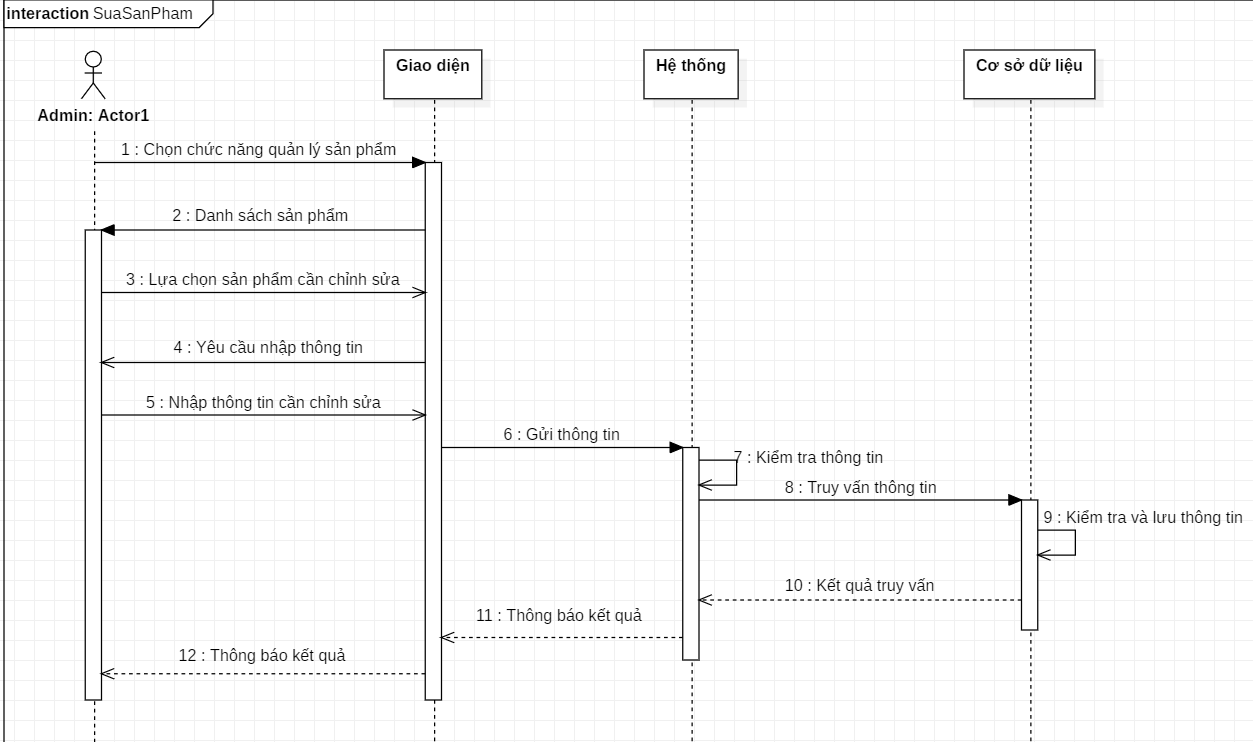 interaction SuaSanPham
Giao diện
Hệ thống
Cơ sở dữ liệu
Admin: Actor1
1 : Chọn chức năng quản lý sản phẩm
2 : Danh sách sản phẩm
3 : Lựa chọn sản phẩm cần chỉnh sửa
4 : Yêu cầu nhập thông tin
5 : Nhập thông tin cần chỉnh sửa
6 : Gửi thông tin
7 : Kiểm tra thông tin
8 : Truy vấn thông tin
9 : Kiểm tra và lưu thông tin
10 : Kết quả truy vấn
11 : Thông báo kết quả
12 : Thông báo kết quả